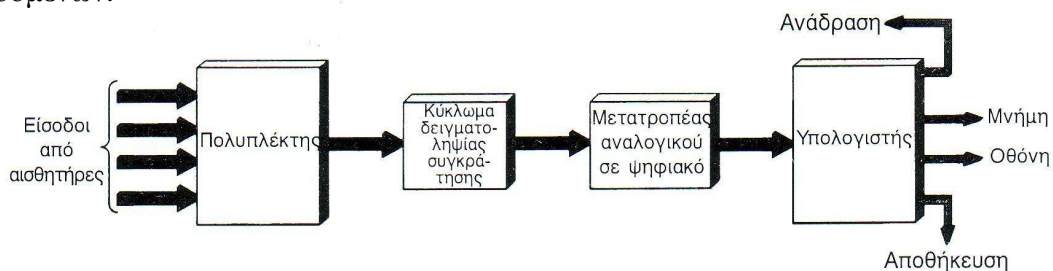 Ανάδραση
Είσοδοι
από
αισθητήρες
Πολυπλέκτης
Κύκλωμα
δειγματο-
ληψίας
συγκρά-
τησης
Μετατροπέας
αναλογικού
σε ψηφιακό
Υπολογιστής
Μνήμη
Οθόνη
Αποθήκευση